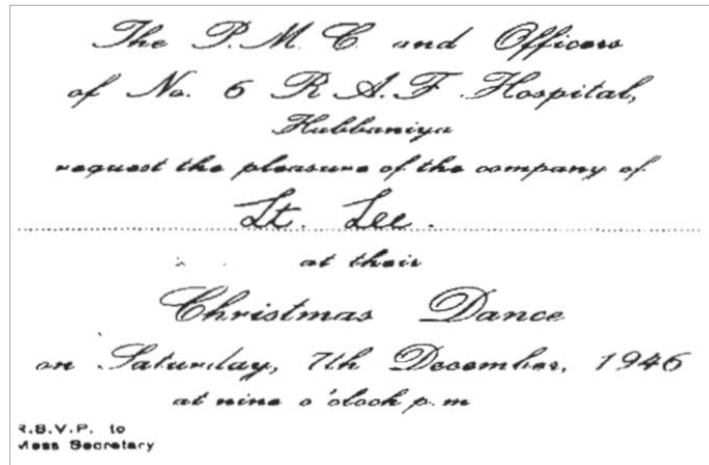 The P.M.C. and Officers
of No. 6 R.A.F. Hospital,
Habbaniya
request the pleasure of the company of
Lt. Lee.
at their
Christmas Dance
on Saturday, 7th December, 1946
at nine o'clock p.m
R.S.V.P. to
Mess Secretary